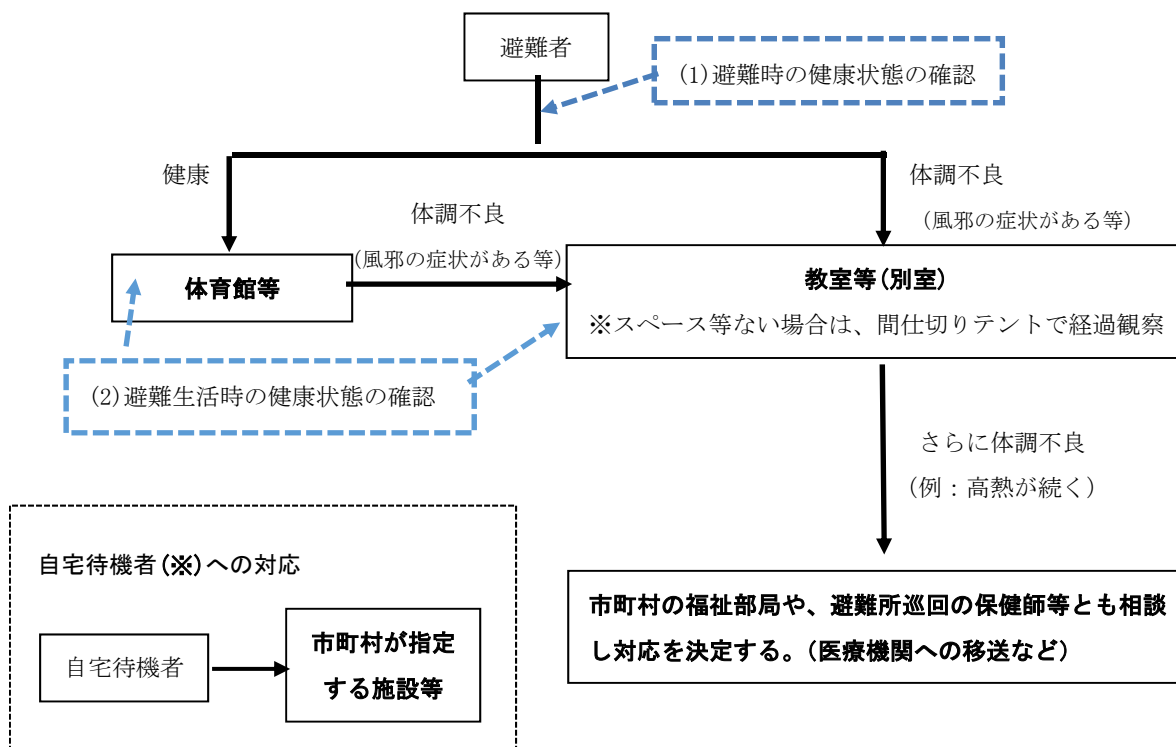 避難者
(1)避難時の健康状態の確認
健康
体調不良
(風邪の症状がある等)
体調不良
(風邪の症状がある等)
体育館等
教室等(別室)
※スペース等ない場合は、間仕切りテントで経過観察
(2)避難生活時の健康状態の確認
さらに体調不良
(例：高熱が続く)
自宅待機者(※)への対応
自宅待機者
市町村が指定
する施設等
市町村の福祉部局や、避難所巡回の保健師等とも相談
し対応を決定する。(医療機関への移送など)